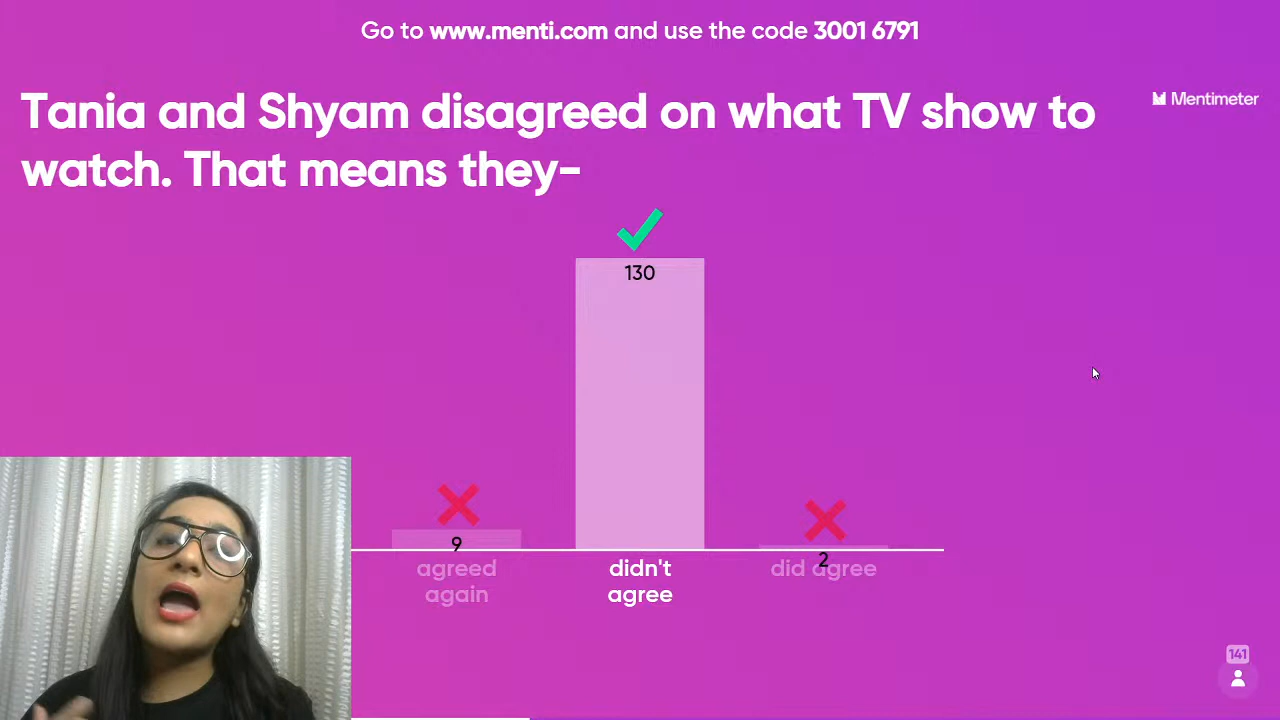 Go to www.menti.com and use the code 3001 6791
Mentimeter
Tania and Shyam disagreed on what TV show to
watch. That means they-
130
9
2
agreed
again
didn't
agree
did agree
141